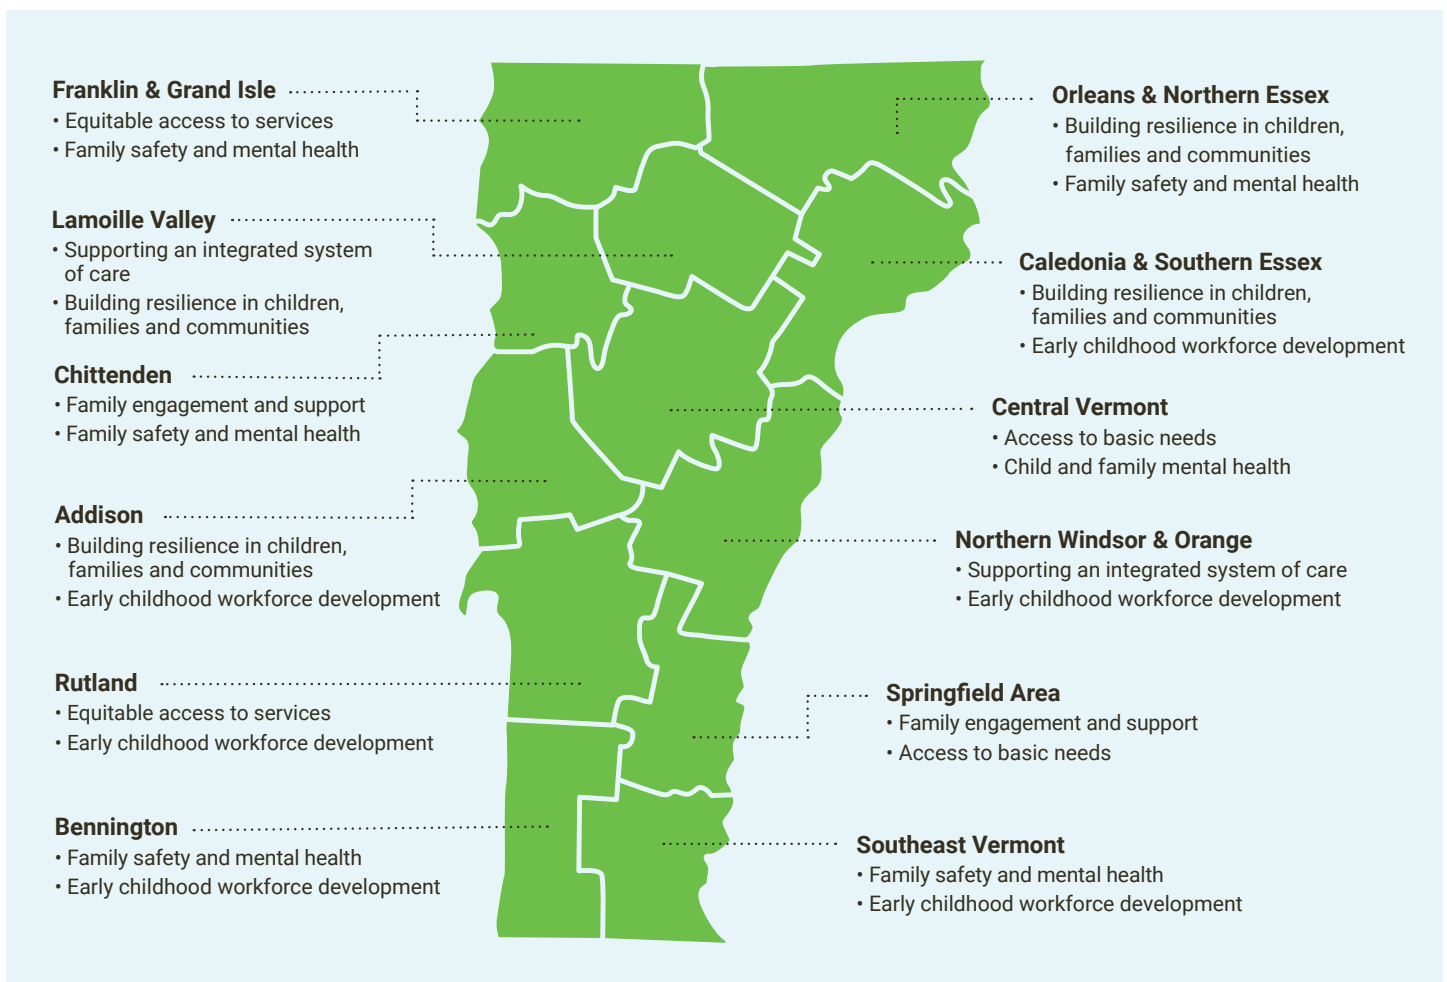 Franklin & Grand Isle
• Equitable access to services
• Family safety and mental health
Lamoille Valley
• Supporting an integrated system
of care
• Building resilience in children,
families and communities
Chittenden
• Family engagement and support
• Family safety and mental health
Addison
• Building resilience in children,
families and communities
• Early childhood workforce development
Rutland
• Equitable access to services
• Early childhood workforce development
Bennington
• Family safety and mental health
• Early childhood workforce development
Orleans & Northern Essex
• Building resilience in children,
families and communities
• Family safety and mental health
Caledonia & Southern Essex
• Building resilience in children,
families and communities
• Early childhood workforce development
Central Vermont
• Access to basic needs
• Child and family mental health
Northern Windsor & Orange
• Supporting an integrated system of care
• Early childhood workforce development
Springfield Area
• Family engagement and support
• Access to basic needs
Southeast Vermont
• Family safety and mental health
• Early childhood workforce development